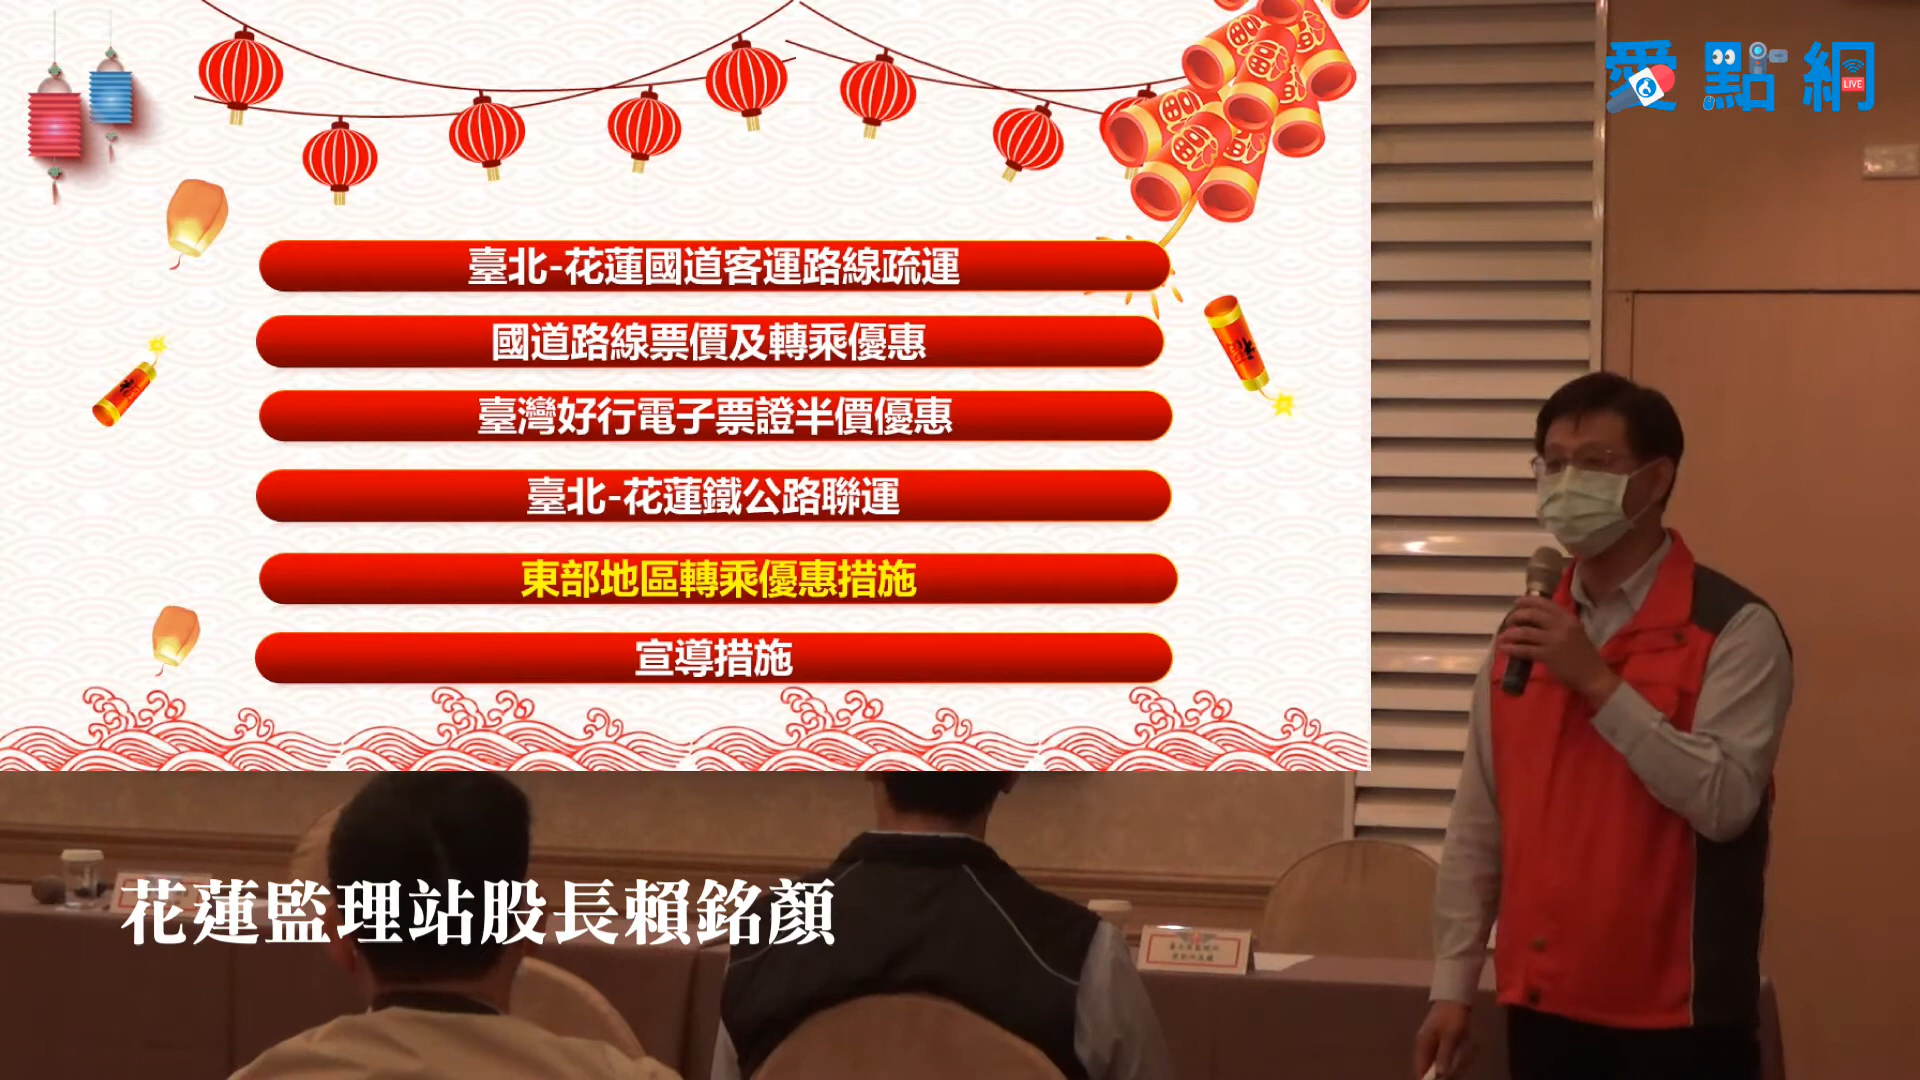 愛點網
LIVE
臺北-花蓮國道客運路線疏運
國道路線票價及轉乘優惠
臺灣好行電子票證半價優惠
臺北-花蓮鐵公路聯運
東部地區轉乘優惠措施
宣導措施
花蓮監理站股長賴銘顏